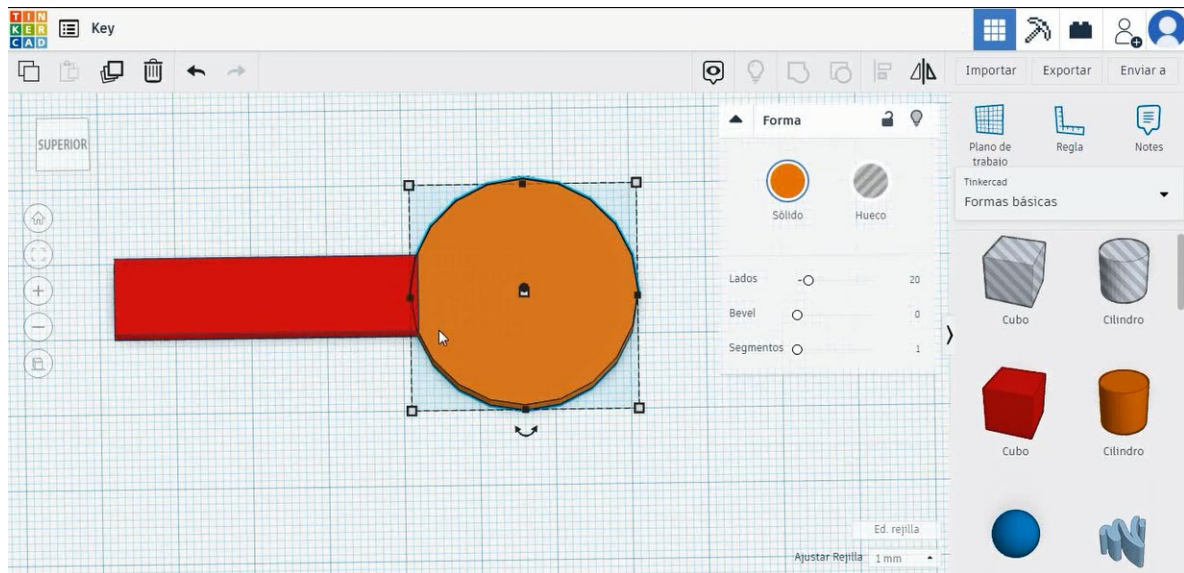 TIN
KER
CAD
Key
Importar
Exportar
Enviar a
SUPERIOR
Forma
Sólido
Hueco
Lados
20
Bevel
0
Segmentos
1
Plano de
trabajo
Regla
Notes
Tinkercad
Formas básicas
Cubo
Cilindro
Cubo
Cilindro
Ed. rejilla
Ajustar Rejilla
1 mm